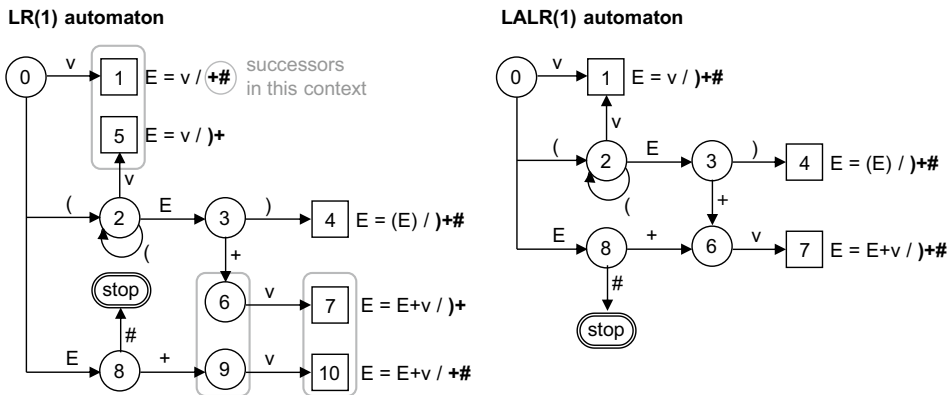 LR(1) automaton
0
v
1
E = v / +#
successors
in this context
5
E = v / )+
v
(
2
E
3
)
4
E = (E) / )+#
(
+
stop
6
v
7
E = E+v / )+
#
E
8
+
9
v
10
E = E+v / +#
LALR(1) automaton
0
v
1
E = v / )+#
v
(
2
E
3
)
4
E = (E) / )+#
(
+
E
8
+
6
v
7
E = E+v / )+#
#
stop